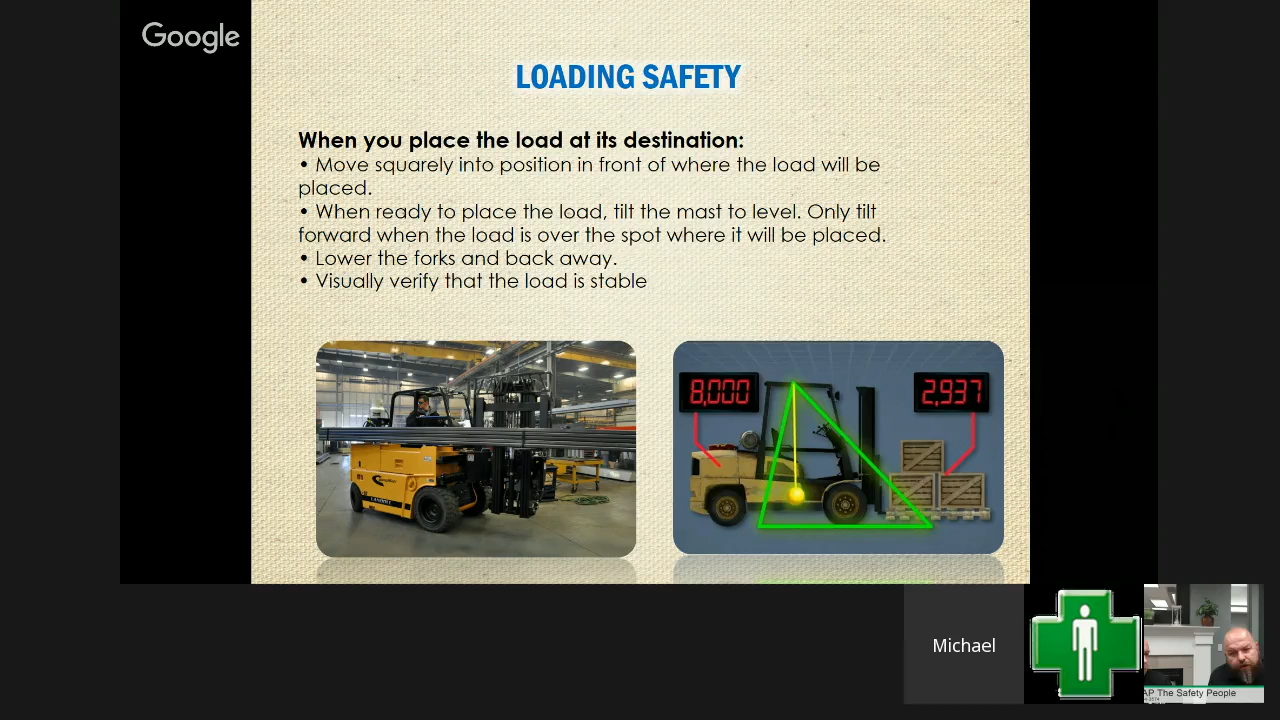 Google
LOADING SAFETY
When you place the load at its destination:
• Move squarely into position in front of where the load will be
placed.
• When ready to place the load, tilt the mast to level. Only tilt
forward when the load is over the spot where it will be placed.
• Lower the forks and back away.
• Visually verify that the load is stable
8,000
2,937
Michael
AP The Safety People